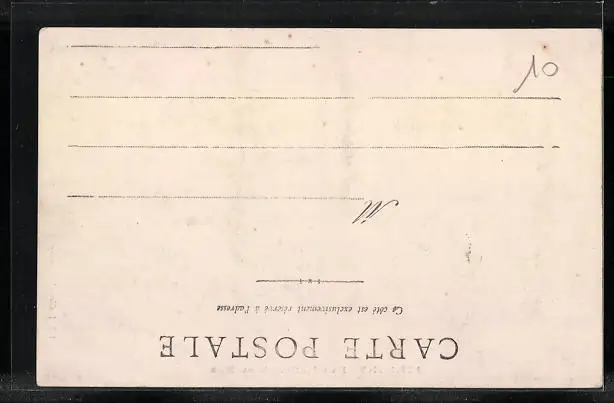 CARTE POSTALE
Ce côté est exclusivement réservé à l'adresse
M
10